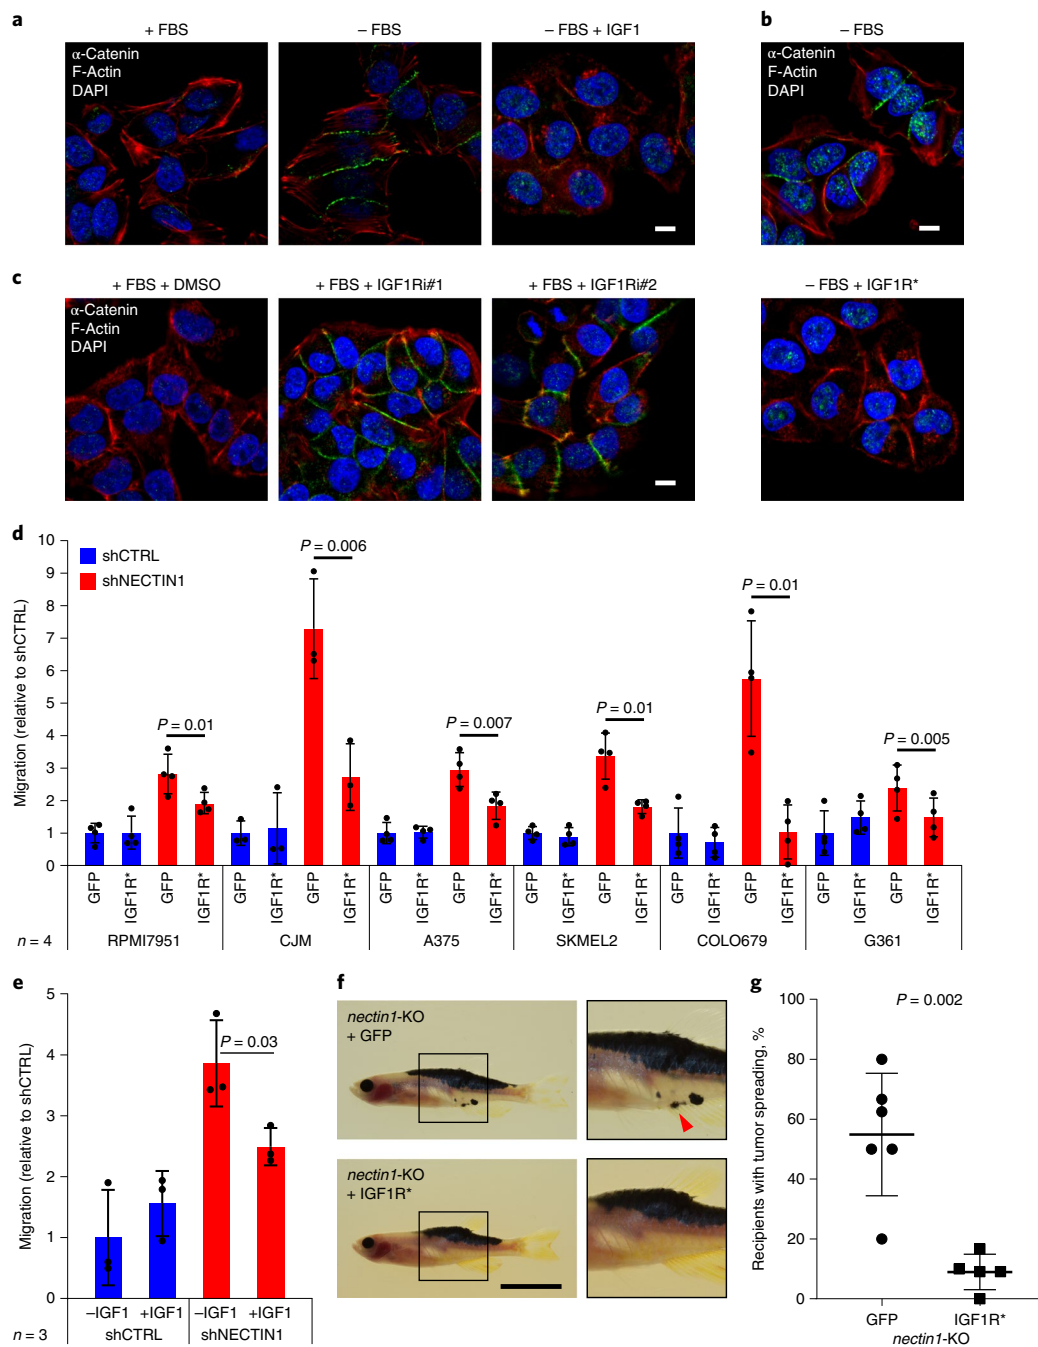 a
+ FBS
– FBS
– FBS + IGF1
α-Catenin
F-Actin
DAPI
b
– FBS
α-Catenin
F-Actin
DAPI
c
+ FBS + DMSO
+ FBS + IGF1Ri#1
+ FBS + IGF1Ri#2
– FBS + IGF1R*
α-Catenin
F-Actin
DAPI
d
Migration (relative to shCTRL)
10
9
8
7
6
5
4
3
2
1
0
shCTRL
shNECTIN1
P = 0.01
P = 0.006
P = 0.007
P = 0.01
P = 0.01
P = 0.005
GFP
IGF1R*
GFP
IGF1R*
GFP
IGF1R*
GFP
IGF1R*
GFP
IGF1R*
GFP
IGF1R*
GFP
IGF1R*
GFP
IGF1R*
GFP
IGF1R*
GFP
IGF1R*
GFP
IGF1R*
GFP
IGF1R*
n = 4
RPMI7951
CJM
A375
SKMEL2
COLO679
G361
e
Migration (relative to shCTRL)
5
4
3
2
1
0
P = 0.03
–IGF1
+IGF1
–IGF1
+IGF1
n = 3
shCTRL
shNECTIN1
f
nectin1-KO
+ GFP
nectin1-KO
+ IGF1R*
g
Recipients with tumor spreading, %
100
80
60
40
20
0
P = 0.002
GFP
IGF1R*
nectin1-KO